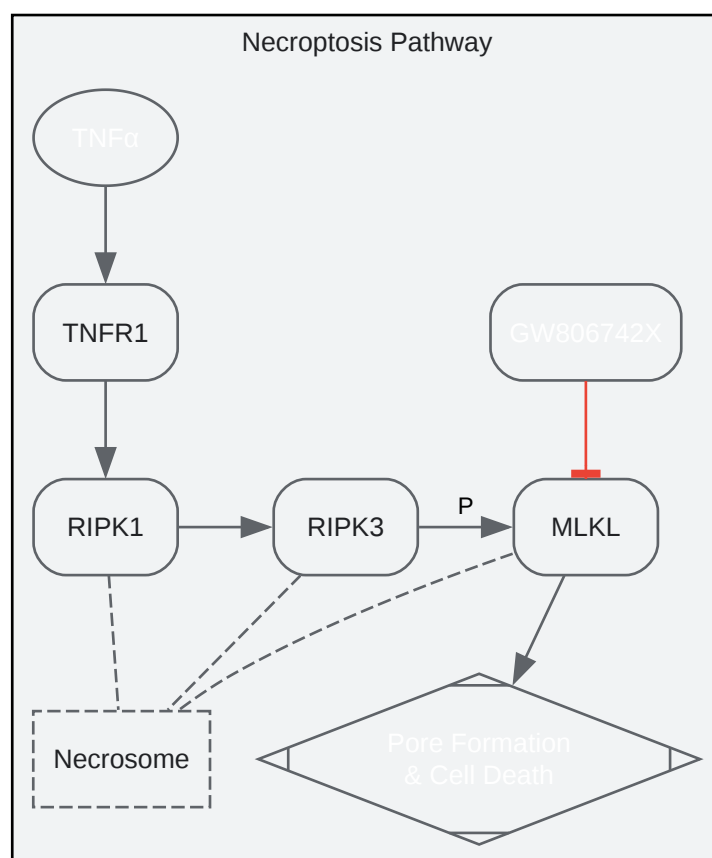 Necroptosis Pathway
TNFα
TNFR1
GW806742X
RIPK1
RIPK3
P
MLKL
Necrosome
Pore Formation
& Cell Death